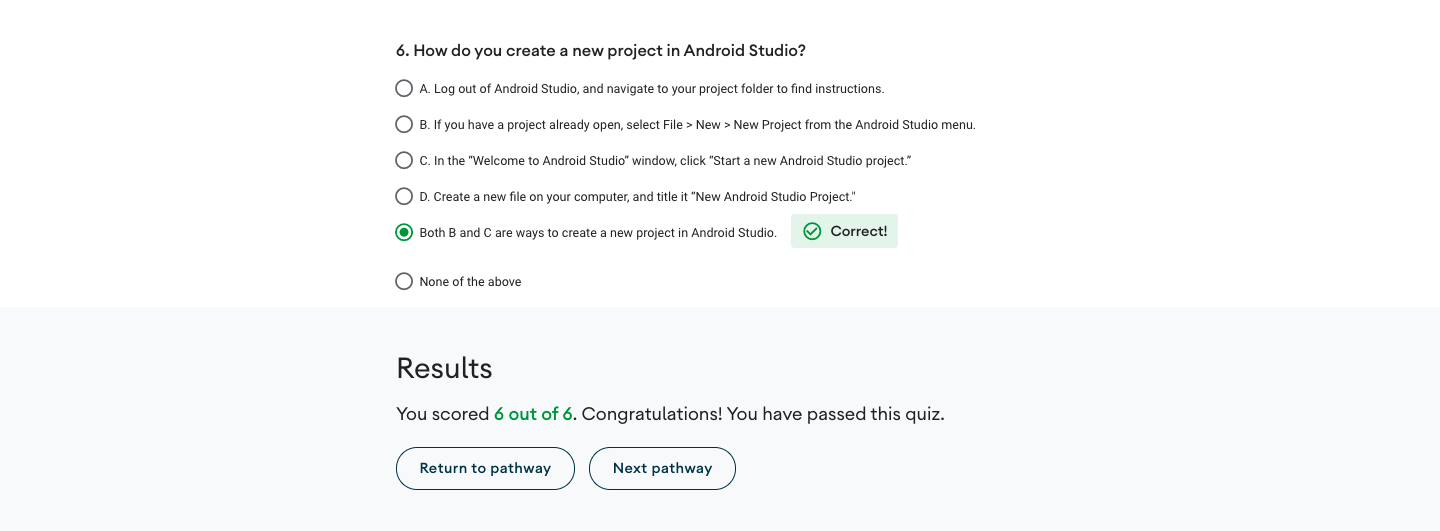 6. How do you create a new project in Android Studio?
A. Log out of Android Studio, and navigate to your project folder to find instructions.
B. If you have a project already open, select File > New > New Project from the Android Studio menu.
C. In the “Welcome to Android Studio” window, click “Start a new Android Studio project.”
D. Create a new file on your computer, and title it “New Android Studio Project."
Both B and C are ways to create a new project in Android Studio. Correct!
None of the above
Results
You scored 6 out of 6. Congratulations! You have passed this quiz.
Return to pathway Next pathway